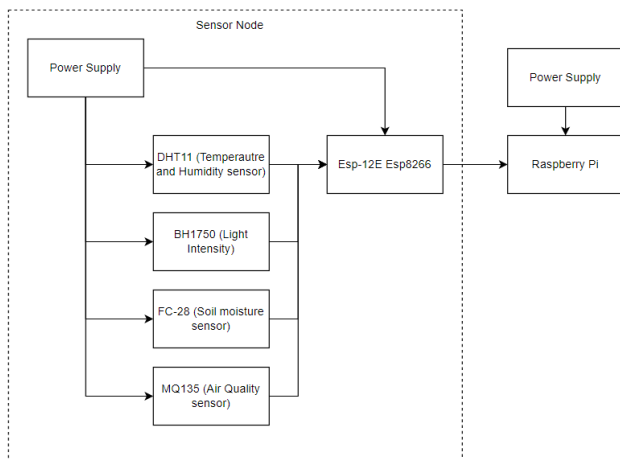 Sensor Node
Power Supply
Power Supply
DHT11 (Temperautre
and Humidity sensor)
Esp-12E Esp8266
Raspberry Pi
BH1750 (Light
Intensity)
FC-28 (Soil moisture
sensor)
MQ135 (Air Quality
sensor)